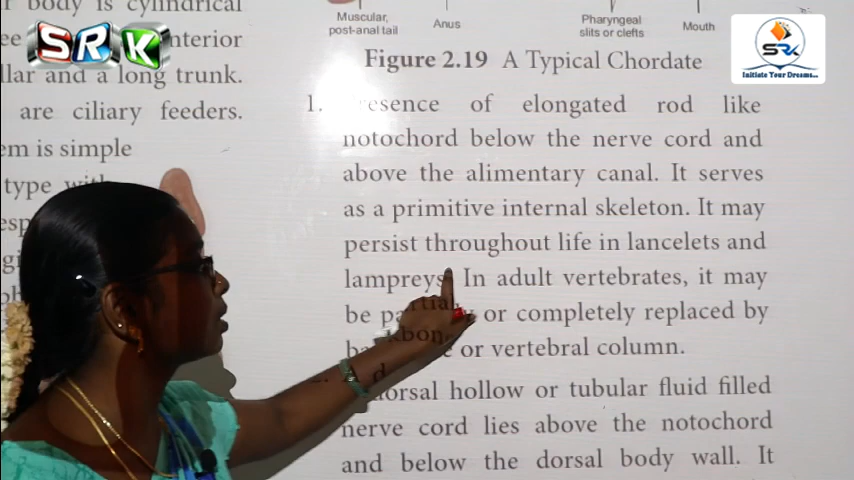 body is cylindrical
SRK
nterior
llar and a long trunk.
are ciliary feeders.
em is simple
type with
Muscular,
post-anal tail
Anus
Pharyngeal
slits or clefts
Mouth
SRK
Initiate Your Dreams...
Figure 2.19 A Typical Chordate
1. resence of elongated rod like
notochord below the nerve cord and
above the alimentary canal. It serves
as a primitive internal skeleton. It may
persist throughout life in lancelets and
lampreys. In adult vertebrates, it may
be partially or completely replaced by
backbone or vertebral column.
dorsal hollow or tubular fluid filled
nerve cord lies above the notochord
and below the dorsal body wall. It